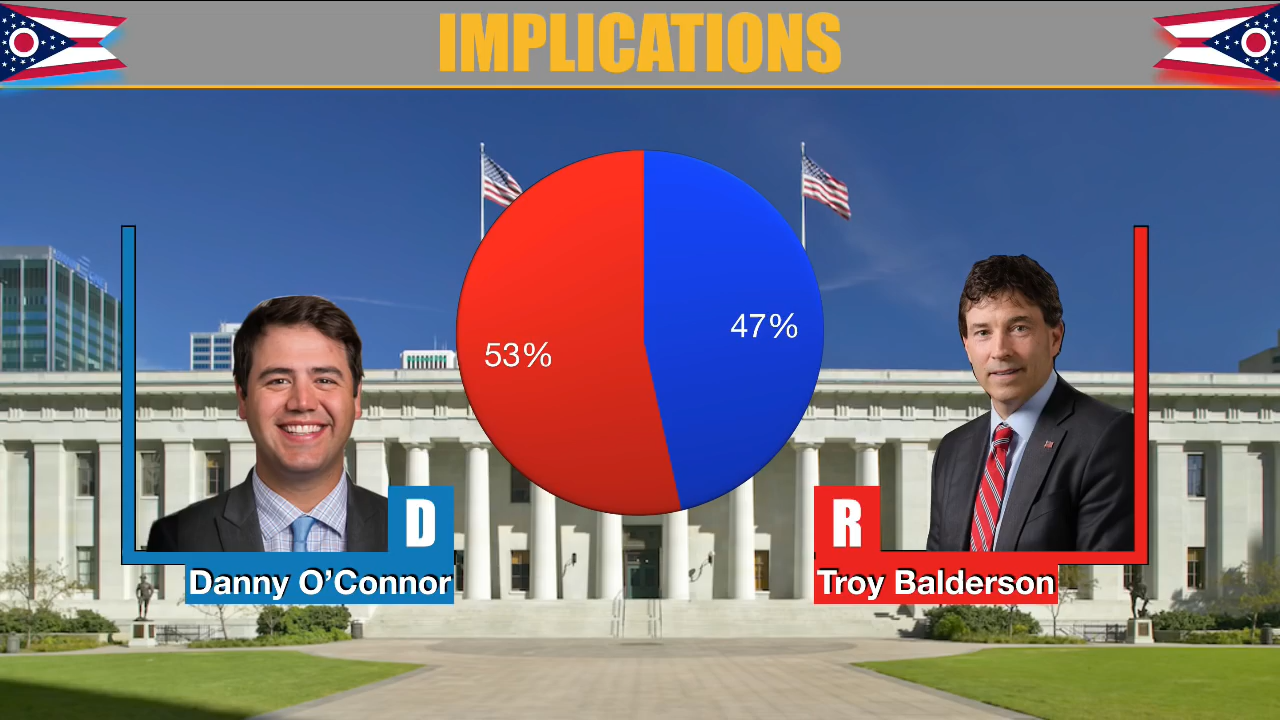 IMPLICATIONS
47%
53%
D
R
Danny O’Connor
Troy Balderson